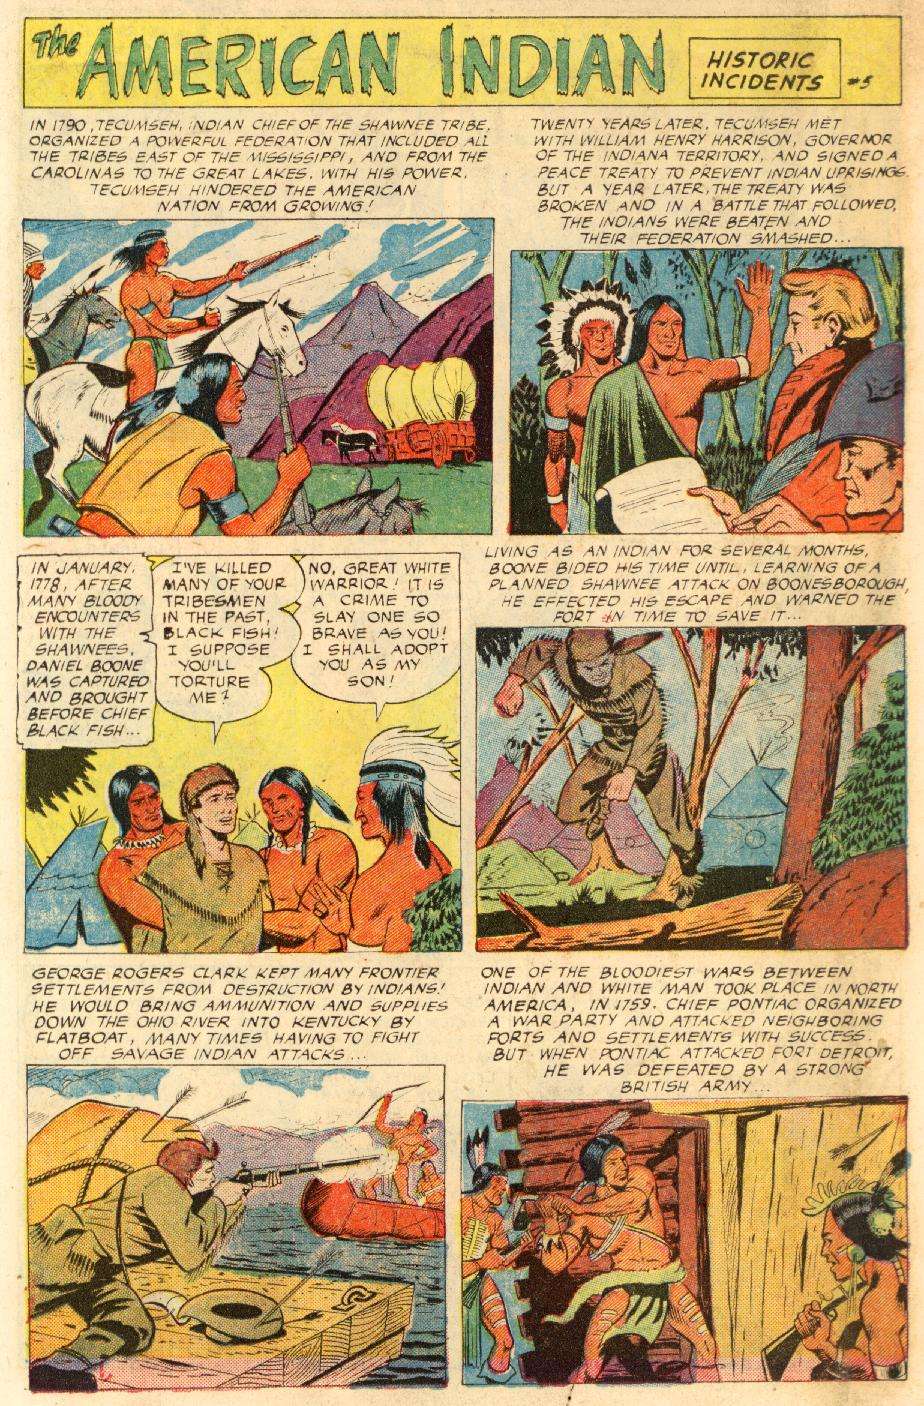 The AMERICAN INDIAN
HISTORIC
INCIDENTS #5
IN 1790, TECUMSEH, INDIAN CHIEF OF THE SHAWNEE TRIBE,
ORGANIZED A POWERFUL FEDERATION THAT INCLUDED ALL
THE TRIBES EAST OF THE MISSISSIPPI, AND FROM THE
CAROLINAS TO THE GREAT LAKES. WITH HIS POWER,
TECUMSEH HINDERED THE AMERICAN
NATION FROM GROWING!
TWENTY YEARS LATER, TECUMSEH MET
WITH WILLIAM HENRY HARRISON, GOVERNOR
OF THE INDIANA TERRITORY, AND SIGNED A
PEACE TREATY TO PREVENT INDIAN UPRISINGS.
BUT A YEAR LATER, THE TREATY WAS
BROKEN AND IN A BATTLE THAT FOLLOWED,
THE INDIANS WERE BEATEN AND
THEIR FEDERATION SMASHED...
IN JANUARY,
1778, AFTER
MANY BLOODY
ENCOUNTERS
WITH THE
SHAWNEES,
DANIEL BOONE
WAS CAPTURED
AND BROUGHT
BEFORE CHIEF
BLACK FISH...
I'VE KILLED
MANY OF YOUR
TRIBESMEN
IN THE PAST,
BLACK FISH!
I SUPPOSE
YOU'LL
TORTURE
ME?
NO, GREAT WHITE
WARRIOR! IT IS
A CRIME TO
SLAY ONE SO
BRAVE AS YOU!
I SHALL ADOPT
YOU AS MY
SON!
LIVING AS AN INDIAN FOR SEVERAL MONTHS,
BOONE BIDED HIS TIME UNTIL, LEARNING OF A
PLANNED SHAWNEE ATTACK ON BOONESBOROUGH,
HE EFFECTED HIS ESCAPE AND WARNED THE
FORT IN TIME TO SAVE IT...
GEORGE ROGERS CLARK KEPT MANY FRONTIER
SETTLEMENTS FROM DESTRUCTION BY INDIANS!
HE WOULD BRING AMMUNITION AND SUPPLIES
DOWN THE OHIO RIVER INTO KENTUCKY BY
FLATBOAT, MANY TIMES HAVING TO FIGHT
OFF SAVAGE INDIAN ATTACKS...
ONE OF THE BLOODIEST WARS BETWEEN
INDIAN AND WHITE MAN TOOK PLACE IN NORTH
AMERICA, IN 1759. CHIEF PONTIAC ORGANIZED
A WAR PARTY AND ATTACKED NEIGHBORING
FORTS AND SETTLEMENTS WITH SUCCESS.
BUT WHEN PONTIAC ATTACKED FORT DETROIT,
HE WAS DEFEATED BY A STRONG
BRITISH ARMY...